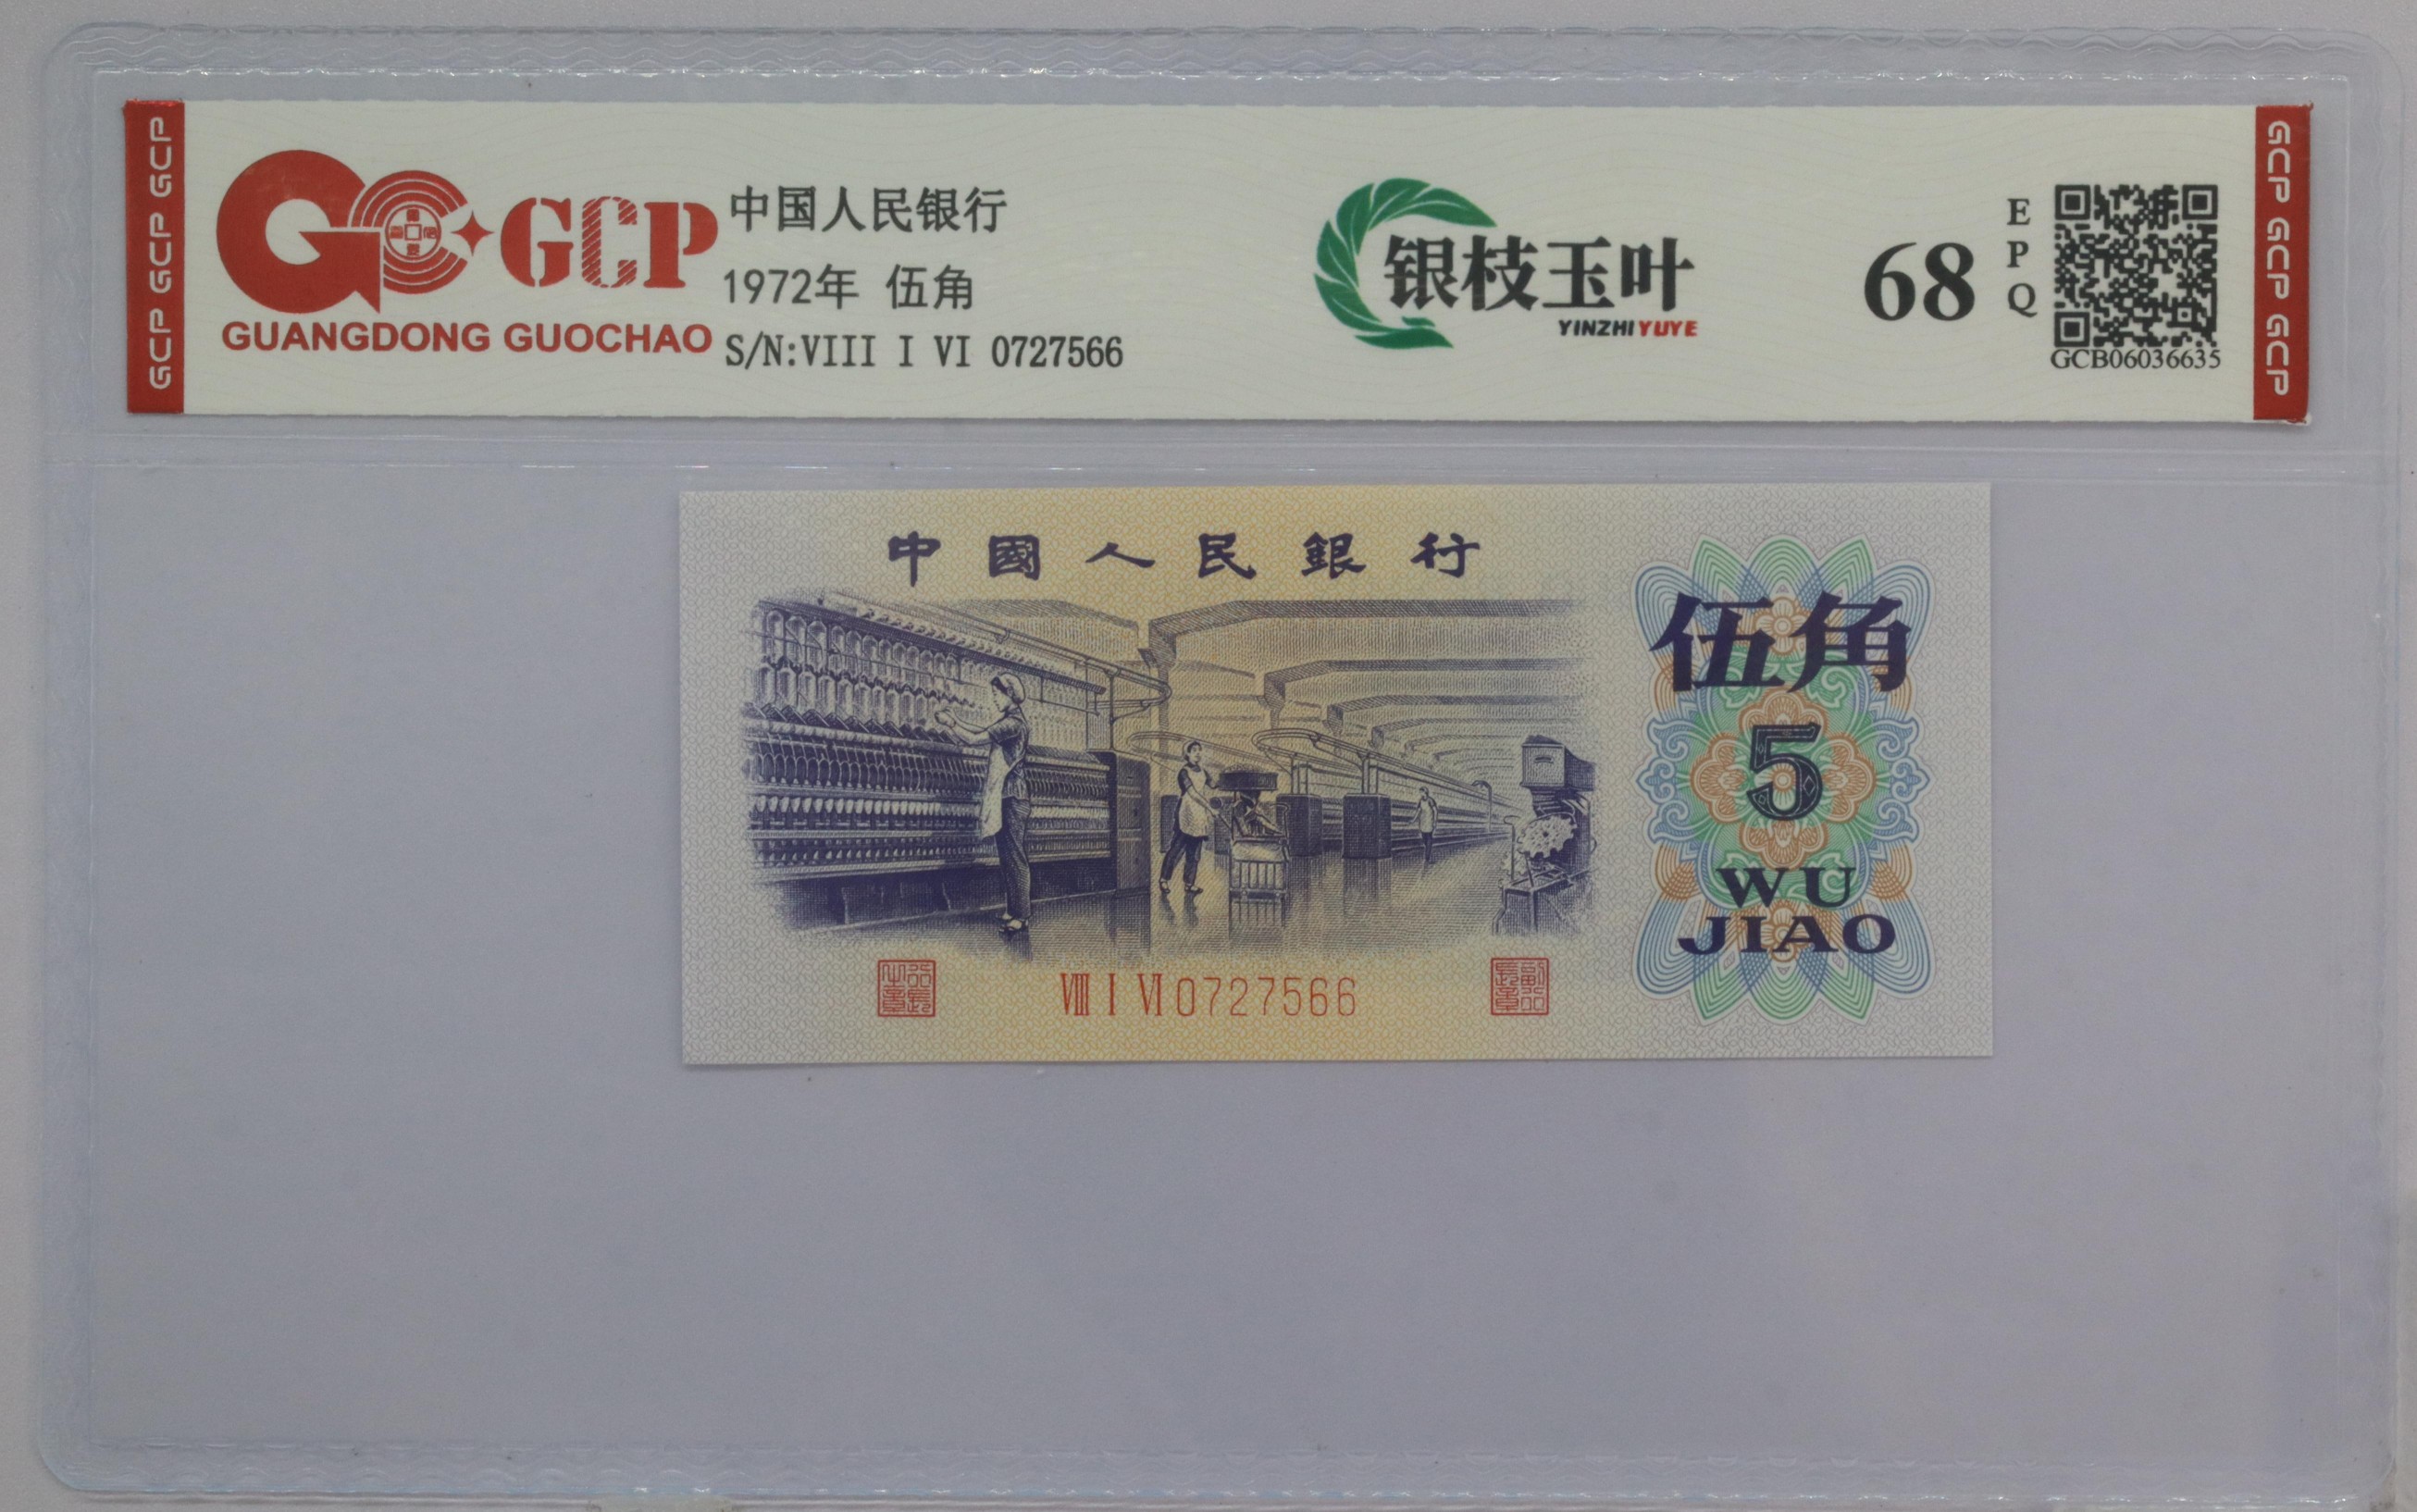 GCP GCP GCP
GCP
GUANGDONG GUOCHAO
中国人民银行
1972年 伍角
S/N:VIII I VI 0727566
银枝玉叶
YINZHIYUYE
68
EPQ
GCB06036635
GCP GCP GCP
中國人民銀行
伍角
5
WU
JIAO
Ⅷ Ⅰ Ⅵ 0727566